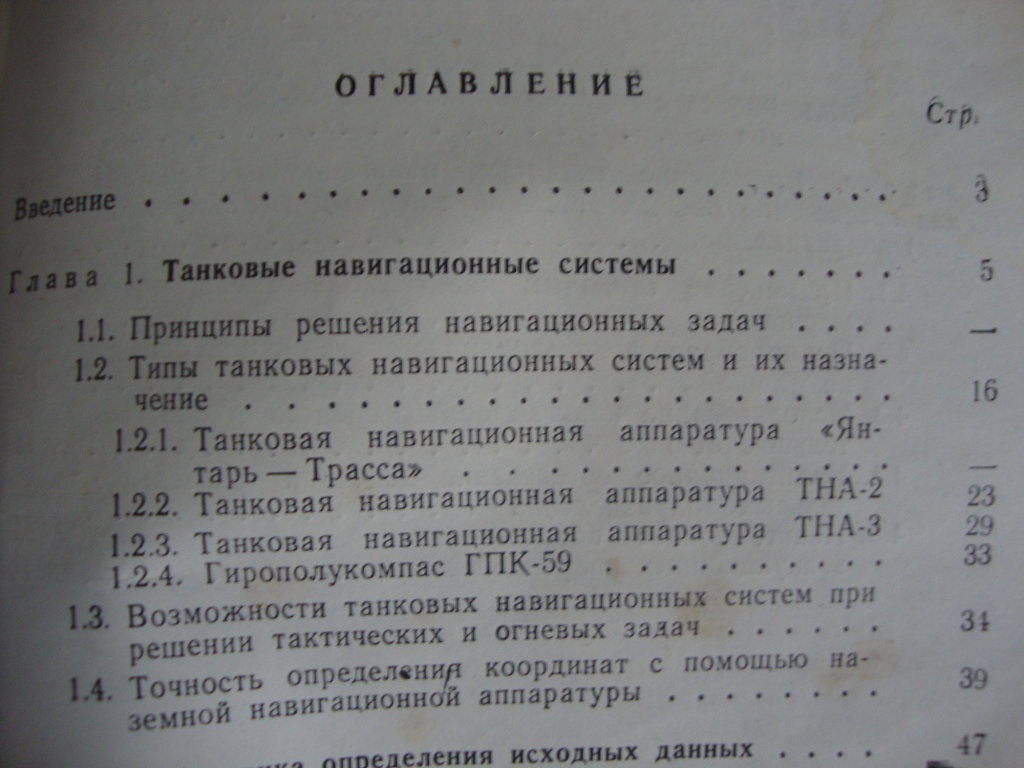 ОГЛАВЛЕНИЕ
Стр.
Введение . . . . . . . . . . . . . . . . . . . . . . . . . . 3
Глава 1. Танковые навигационные системы . . . . . . . 5
1.1. Принципы решения навигационных задач . . . . —
1.2. Типы танковых навигационных систем и их назна-
чение . . . . . . . . . . . . . . . . 16
1.2.1. Танковая навигационная аппаратура «Ян-
тарь — Трасса» . . . . . . . . . . . . . . —
1.2.2. Танковая навигационная аппаратура ТНА-2 23
1.2.3. Танковая навигационная аппаратура ТНА-3 29
1.2.4. Гирополукомпас ГПК-59 . . . . . . . . . . 33
1.3. Возможности танковых навигационных систем при
решении тактических и огневых задач . . . . . . 34
1.4. Точность определения координат с помощью на-
земной навигационной аппаратуры . . . . . . . . 39
определения исходных данных . . . . 47